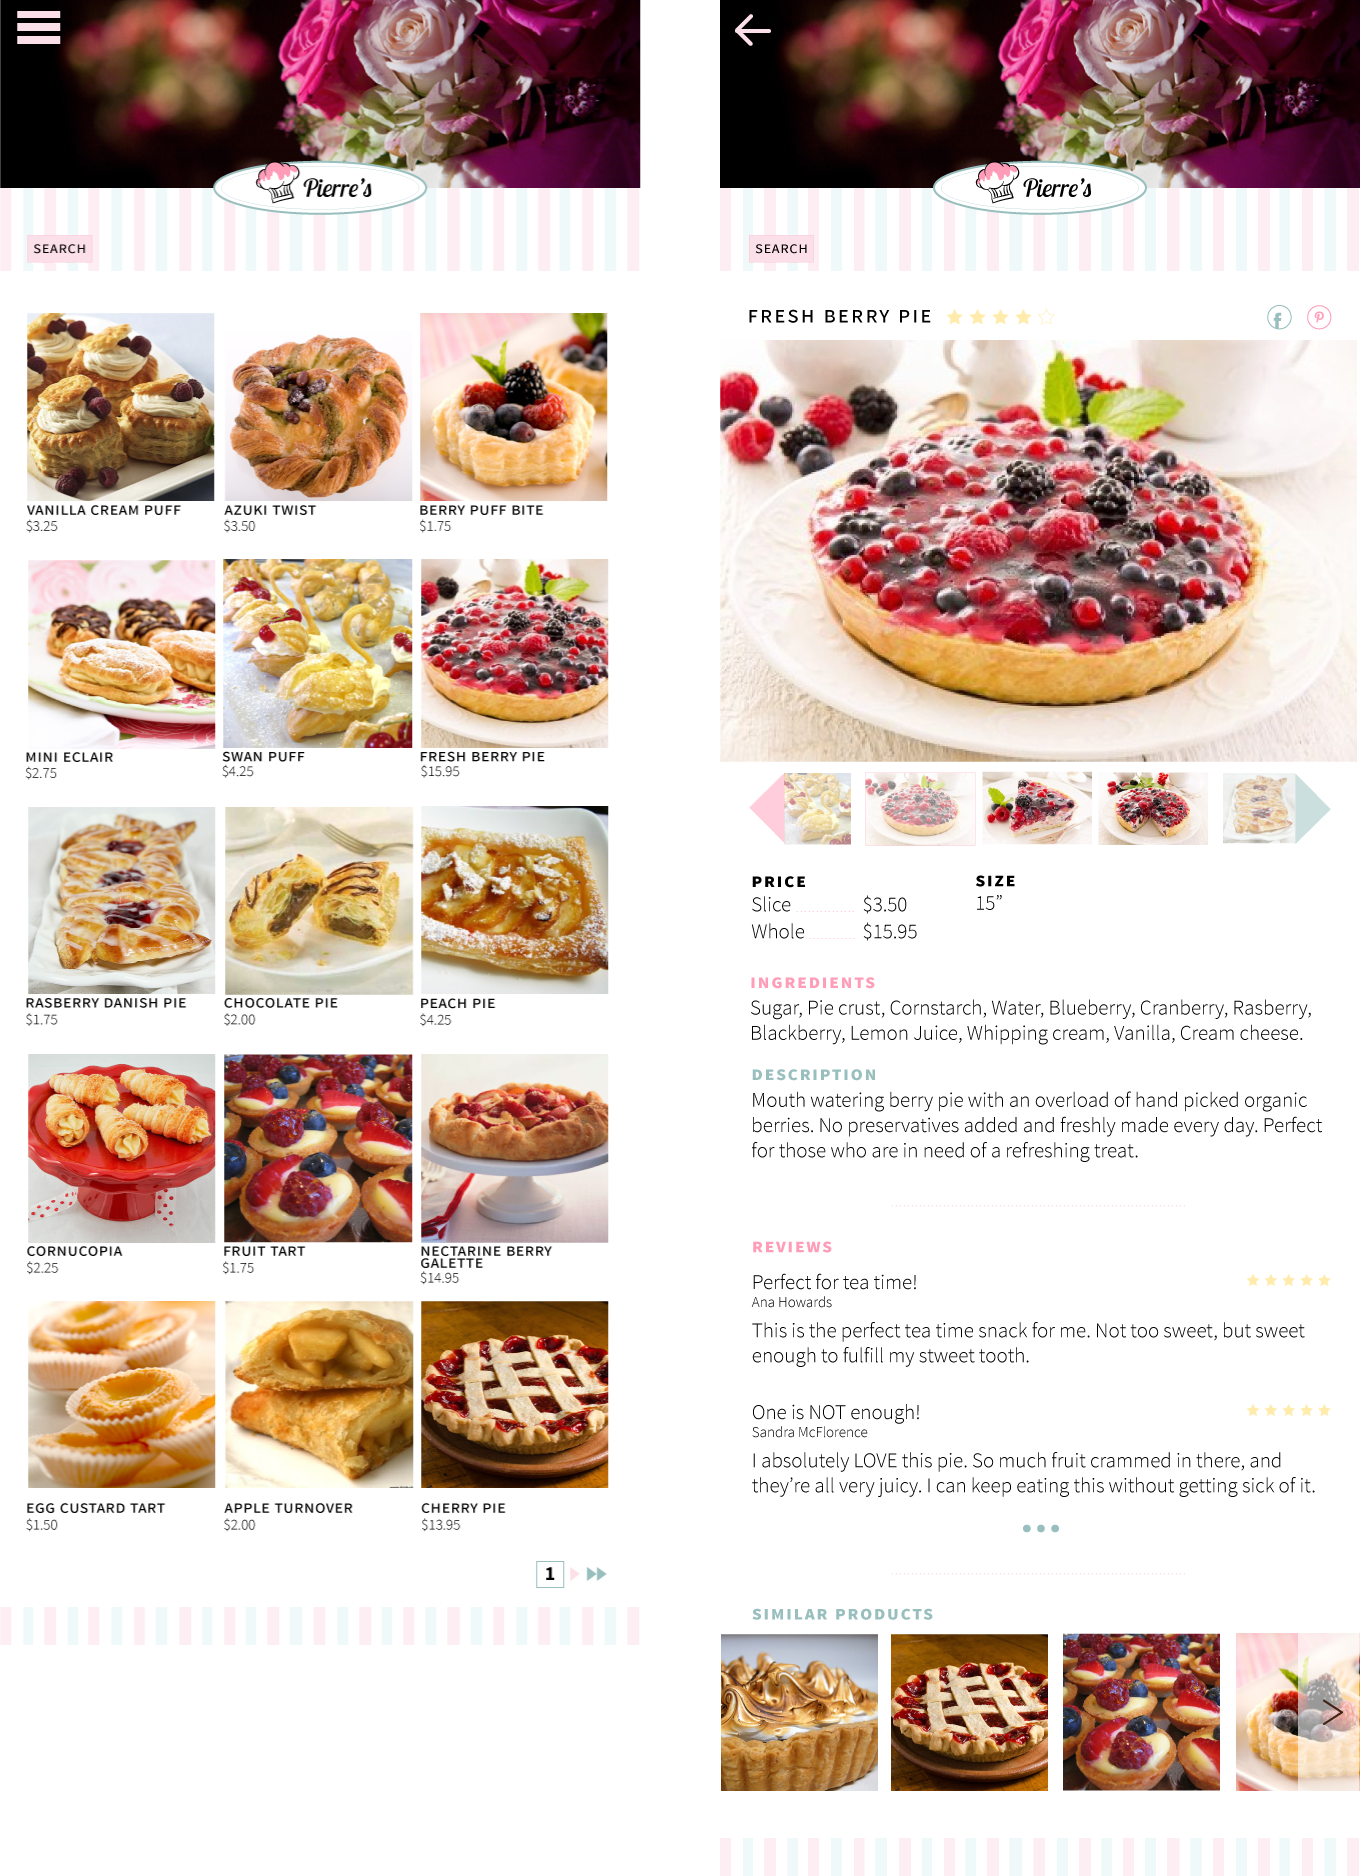 Pierre's
SEARCH
VANILLA CREAM PUFF
$3.25
AZUKI TWIST
$3.50
BERRY PUFF BITE
$1.75
MINI ECLAIR
$2.75
SWAN PUFF
$4.25
FRESH BERRY PIE
$15.95
RASBERRY DANISH PIE
$1.75
CHOCOLATE PIE
$2.00
PEACH PIE
$4.25
CORNUCOPIA
$2.25
FRUIT TART
$1.75
NECTARINE BERRY
GALETTE
$14.95
EGG CUSTARD TART
$1.50
APPLE TURNOVER
$2.00
CHERRY PIE
$13.95
1
Pierre's
SEARCH
FRESH BERRY PIE
PRICE
Slice ............ $3.50
Whole .......... $15.95
SIZE
15”
INGREDIENTS
Sugar, Pie crust, Cornstarch, Water, Blueberry, Cranberry, Rasberry,
Blackberry, Lemon Juice, Whipping cream, Vanilla, Cream cheese.
DESCRIPTION
Mouth watering berry pie with an overload of hand picked organic
berries. No preservatives added and freshly made every day. Perfect
for those who are in need of a refreshing treat.
REVIEWS
Perfect for tea time!
Ana Howards
This is the perfect tea time snack for me. Not too sweet, but sweet
enough to fulfill my stweet tooth.
One is NOT enough!
Sandra McFlorence
I absolutely LOVE this pie. So much fruit crammed in there, and
they’re all very juicy. I can keep eating this without getting sick of it.
SIMILAR PRODUCTS